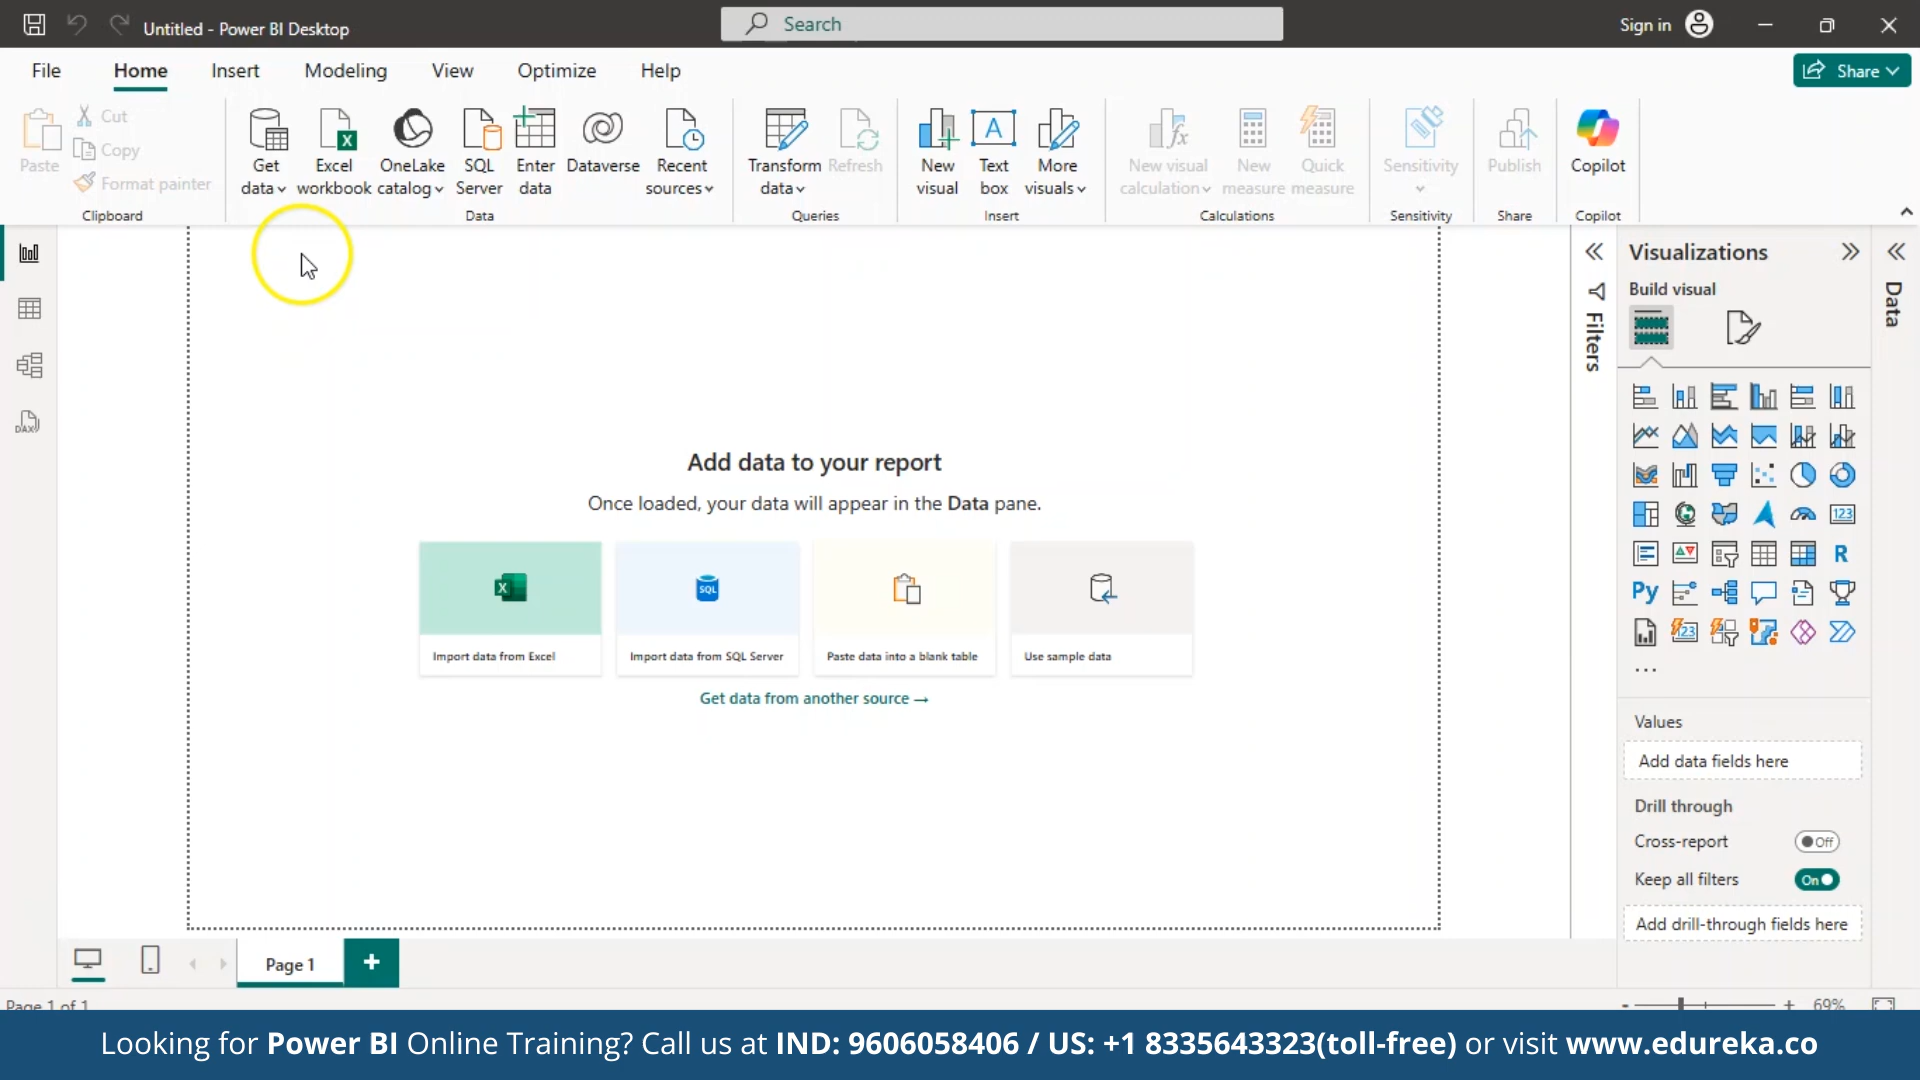 Untitled - Power BI Desktop
Search
Sign in
File
Home
Insert
Modeling
View
Optimize
Help
Share
Paste
Cut
Copy
Format painter
Clipboard
Get data
Excel workbook
OneLake catalog
SQL Server
Enter data
Dataverse
Recent sources
Data
Transform data
Refresh
Queries
New visual
A
Text box
More visuals
Insert
New visual calculation
New measure
Quick measure
Calculations
Sensitivity
Sensitivity
Publish
Share
Copilot
Copilot
DAX
Add data to your report
Once loaded, your data will appear in the Data pane.
SQL
Import data from Excel
Import data from SQL Server
Paste data into a blank table
Use sample data
Get data from another source →
Filters
Visualizations
Build visual
Data
123
R
Py
123
...
Values
Add data fields here
Drill through
Cross-report
Off
Keep all filters
On
Add drill-through fields here
Page 1
+
Page 1 of 1
- + 69%
Looking for Power BI Online Training? Call us at IND: 9606058406 / US: +1 8335643323(toll-free) or visit www.edureka.co